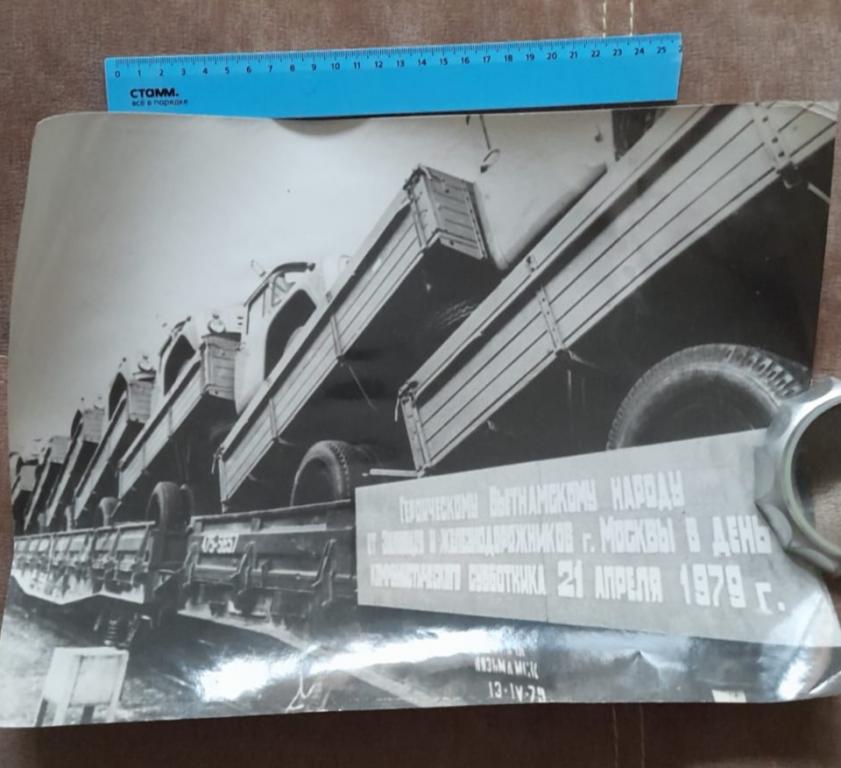 0 1 2 3 4 5 6 7 8 9 10 11 12 13 14 15 16 17 18 19 20 21 22 23 24 25
стамм.
всё в порядке
Героическому Вьетнамскому народу
от Заводов и железнодорожников г. Москвы в день
коммунистического субботника 21 апреля 1979 г.
13·IV·79